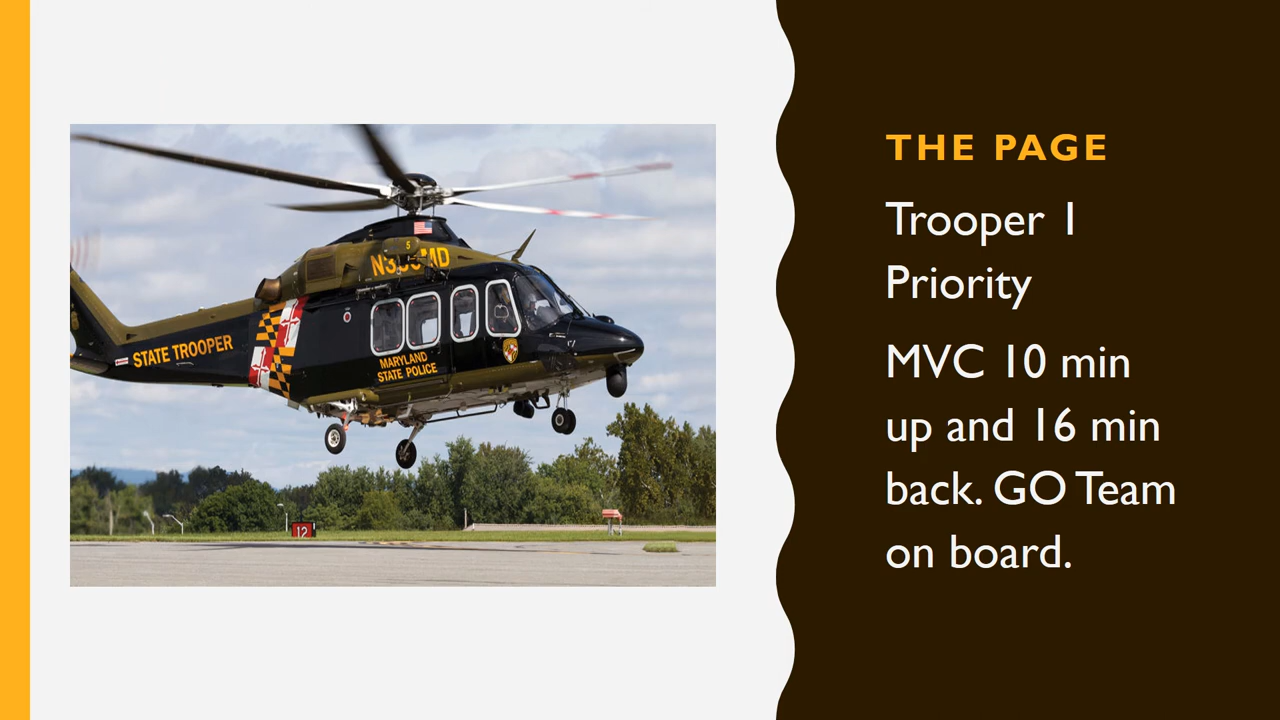 THE PAGE
Trooper 1
Priority
MVC 10 min
up and 16 min
back. GO Team
on board.
5
STATE TROOPER
MARYLAND
STATE POLICE
12